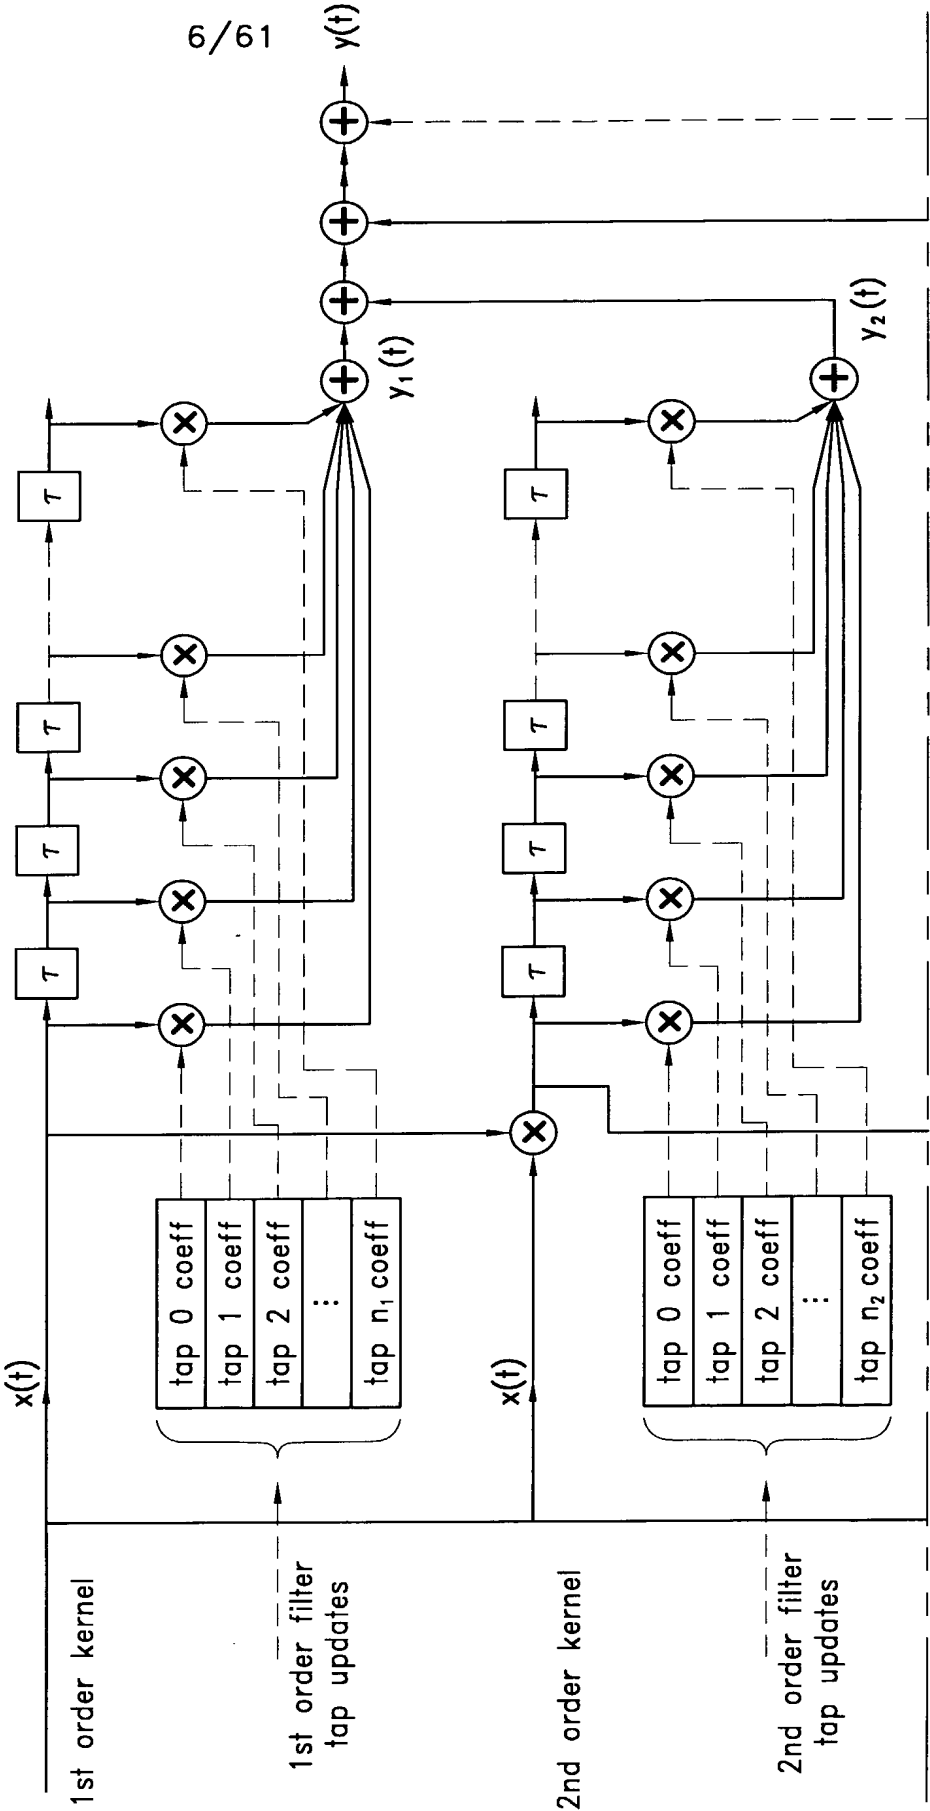 6/61
1st order kernel
x(t)
τ
τ
τ
τ
×
×
×
×
×
tap 0 coeff
tap 1 coeff
tap 2 coeff
...
tap n₁ coeff
1st order filter
tap updates
+
+
+
+
y(t)
y₁(t)
2nd order kernel
x(t)
×
τ
τ
τ
τ
×
×
×
×
×
tap 0 coeff
tap 1 coeff
tap 2 coeff
...
tap n₂ coeff
2nd order filter
tap updates
+
y₂(t)